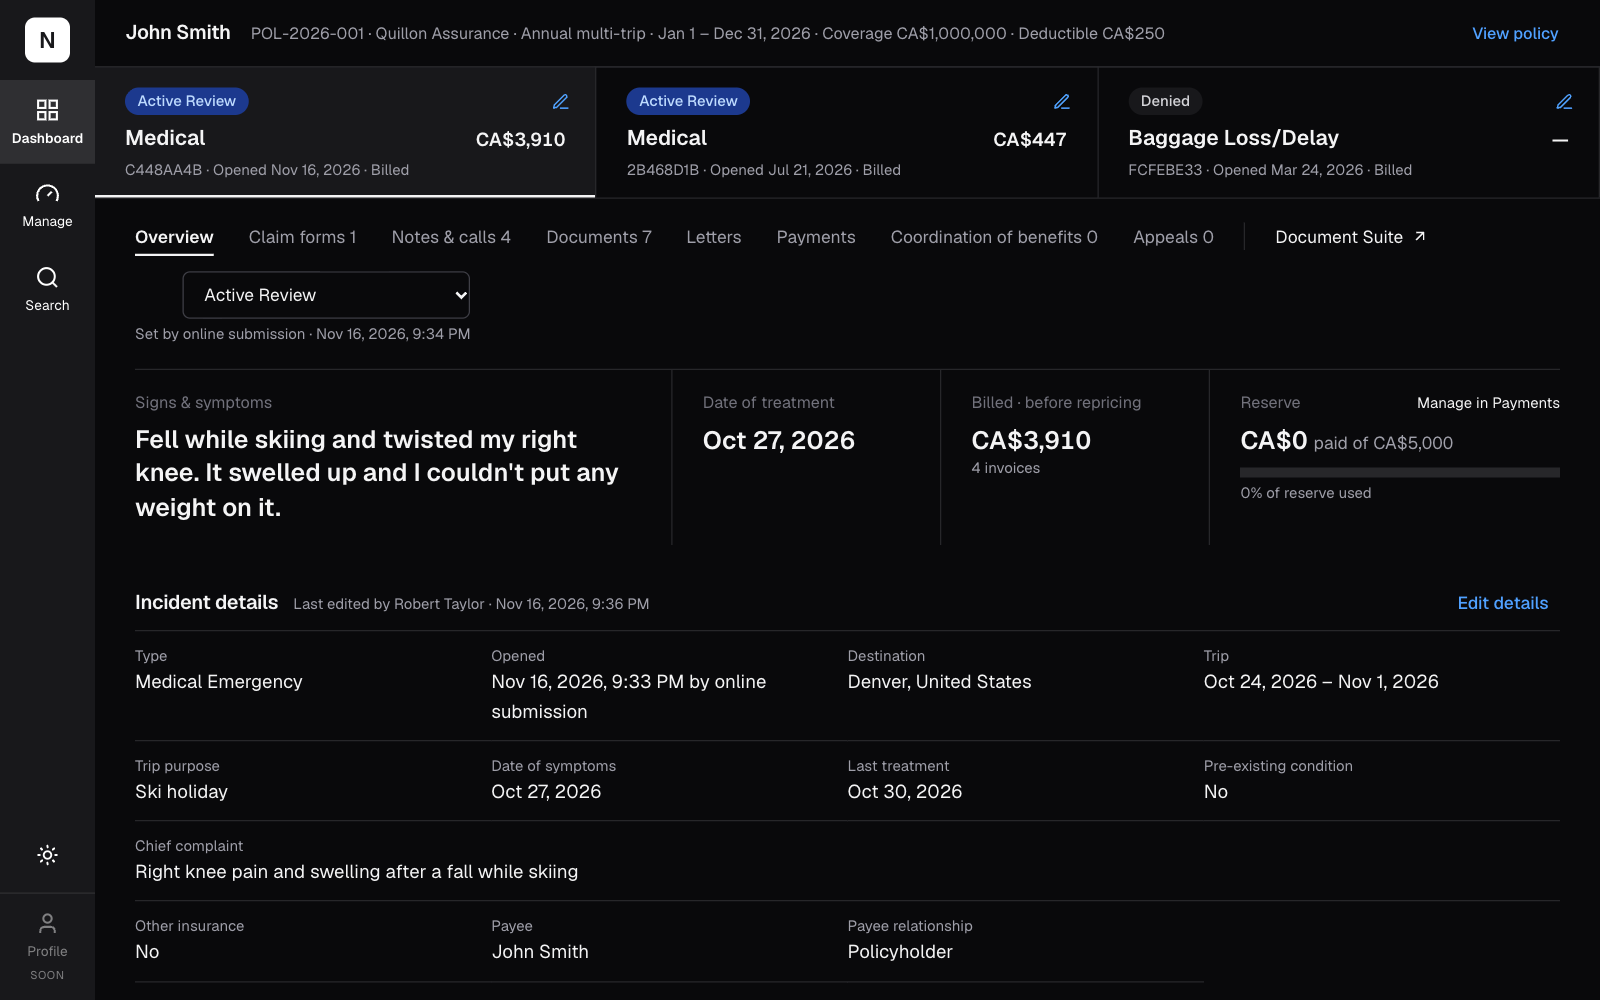 N
Dashboard
Manage
Search
Profile
SOON
John Smith POL-2026-001 · Quillon Assurance · Annual multi-trip · Jan 1 – Dec 31, 2026 · Coverage CA$1,000,000 · Deductible CA$250 View policy
Active Review
Medical CA$3,910
C448AA4B · Opened Nov 16, 2026 · Billed
Active Review
Medical CA$447
2B468D1B · Opened Jul 21, 2026 · Billed
Denied
Baggage Loss/Delay —
FCFEBE33 · Opened Mar 24, 2026 · Billed
Overview Claim forms 1 Notes & calls 4 Documents 7 Letters Payments Coordination of benefits 0 Appeals 0 Document Suite
Active Review
Set by online submission · Nov 16, 2026, 9:34 PM
Signs & symptoms
Fell while skiing and twisted my right
knee. It swelled up and I couldn't put any
weight on it.
Date of treatment
Oct 27, 2026
Billed · before repricing
CA$3,910
4 invoices
Reserve Manage in Payments
CA$0 paid of CA$5,000
0% of reserve used
Incident details Last edited by Robert Taylor · Nov 16, 2026, 9:36 PM Edit details
Type
Medical Emergency
Opened
Nov 16, 2026, 9:33 PM by online
submission
Destination
Denver, United States
Trip
Oct 24, 2026 – Nov 1, 2026
Trip purpose
Ski holiday
Date of symptoms
Oct 27, 2026
Last treatment
Oct 30, 2026
Pre-existing condition
No
Chief complaint
Right knee pain and swelling after a fall while skiing
Other insurance
No
Payee
John Smith
Payee relationship
Policyholder